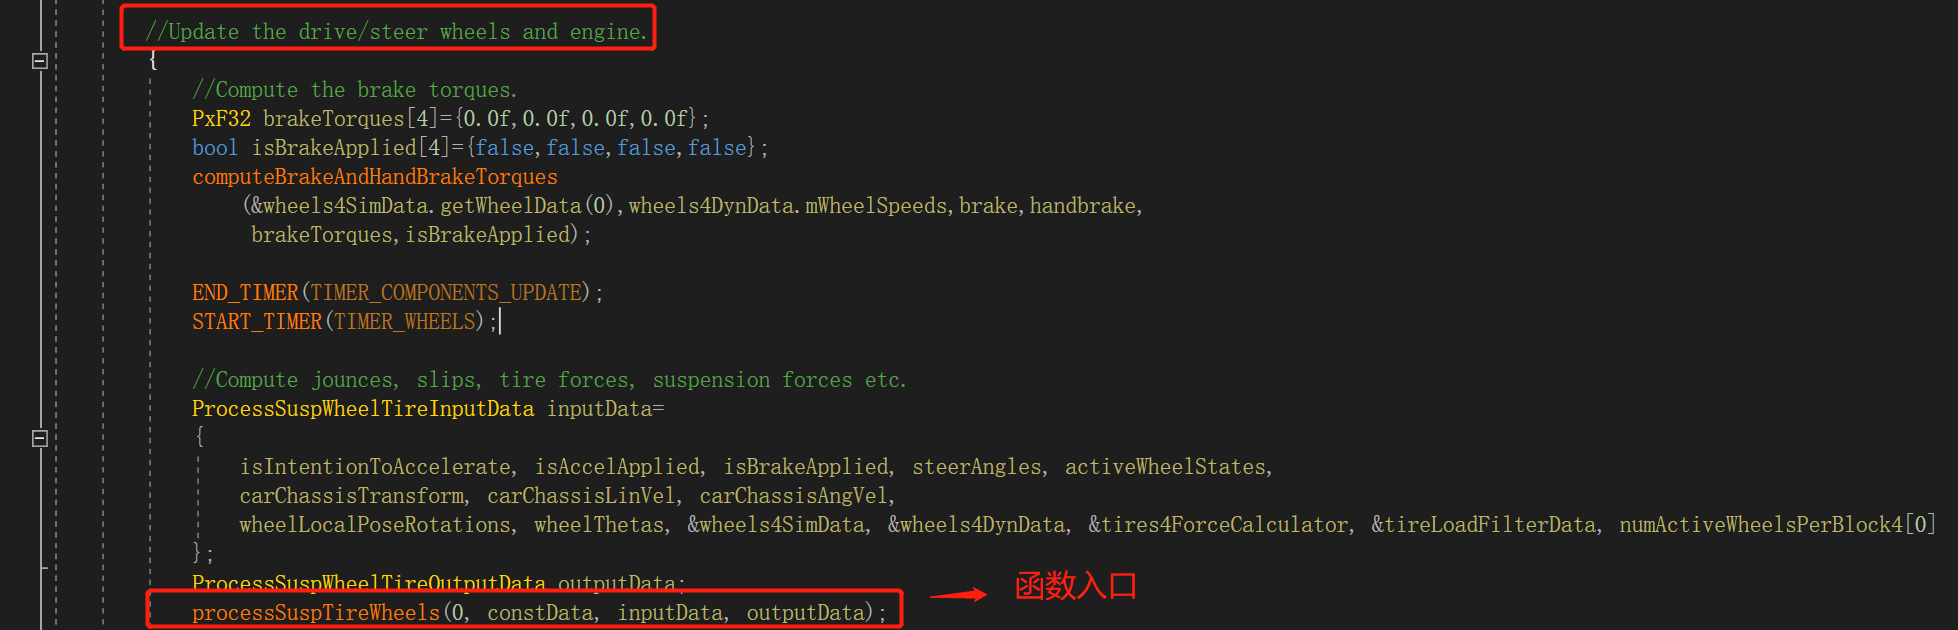 //Update the drive/steer wheels and engine.
{
//Compute the brake torques.
PxF32 brakeTorques[4]={0.0f,0.0f,0.0f,0.0f};
bool isBrakeApplied[4]={false,false,false,false};
computeBrakeAndHandBrakeTorques
(&wheels4SimData.getWheelData(0),wheels4DynData.mWheelSpeeds,brake,handbrake,
brakeTorques,isBrakeApplied);
END_TIMER(TIMER_COMPONENTS_UPDATE);
START_TIMER(TIMER_WHEELS);
//Compute jounces, slips, tire forces, suspension forces etc.
ProcessSuspWheelTireInputData inputData=
{
isIntentionToAccelerate, isAccelApplied, isBrakeApplied, steerAngles, activeWheelStates,
carChassisTransform, carChassisLinVel, carChassisAngVel,
wheelLocalPoseRotations, wheelThetas, &wheels4SimData, &wheels4DynData, &tires4ForceCalculator, &tireLoadFilterData, numActiveWheelsPerBlock4[0]
};
ProcessSuspWheelTireOutputData outputData;
processSuspTireWheels(0, constData, inputData, outputData);
函数入口